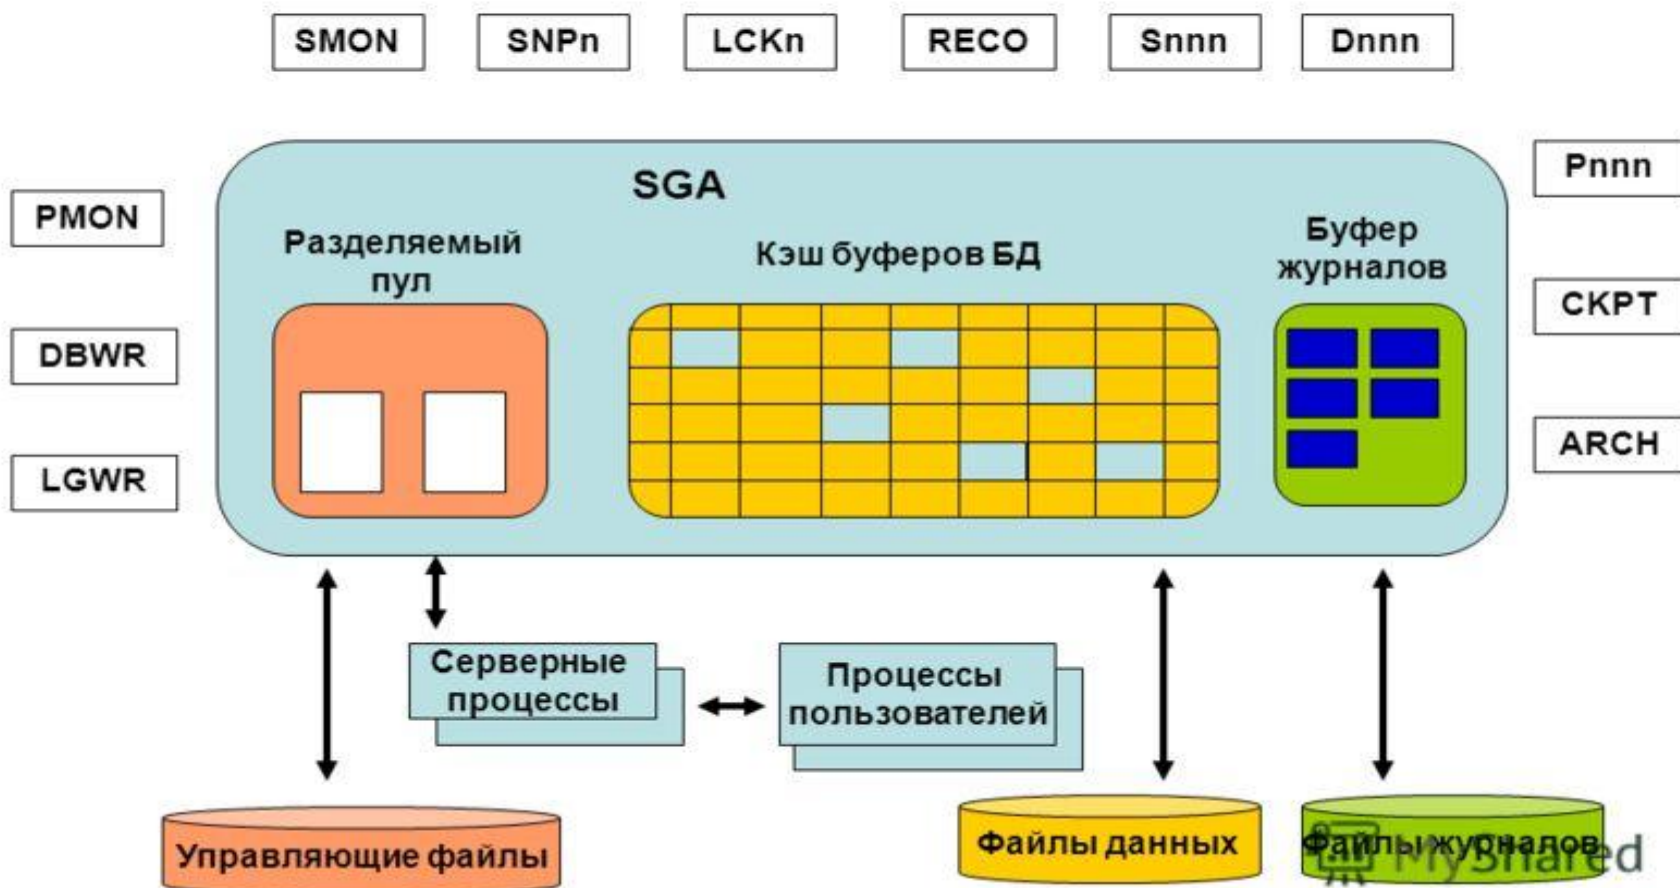 SMON
SNPn
LCKn
RECO
Snnn
Dnnn
Pnnn
SGA
PMON
Разделяемый
пул
Кэш буферов БД
Буфер
журналов
CKPT
DBWR
ARCH
LGWR
Серверные
процессы
Процессы
пользователей
Управляющие файлы
Файлы данных
Файлы журналов
MyShared